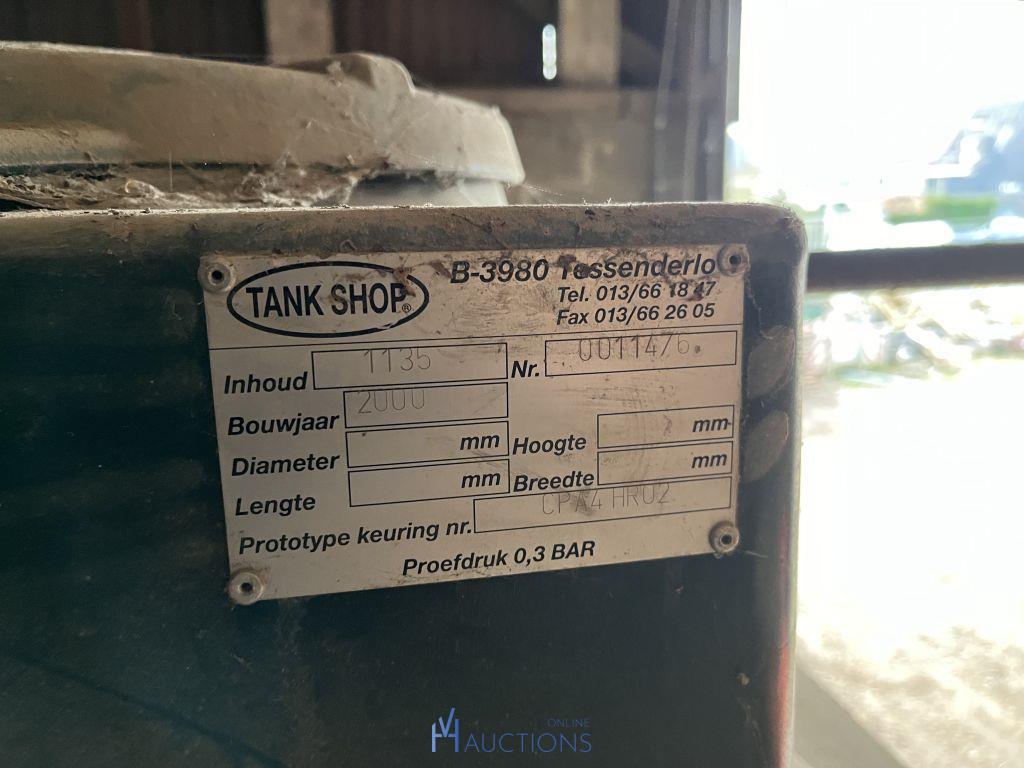 TANK SHOP®
B-3980 Tessenderlo
Tel. 013/66 18 47
Fax 013/66 26 05
Inhoud 1135 Nr. 0011476
Bouwjaar 2000
Diameter mm Hoogte mm
Lengte mm Breedte mm
Prototype keuring nr. CPA4 HR02
Proefdruk 0,3 BAR
VH ONLINE
AUCTIONS